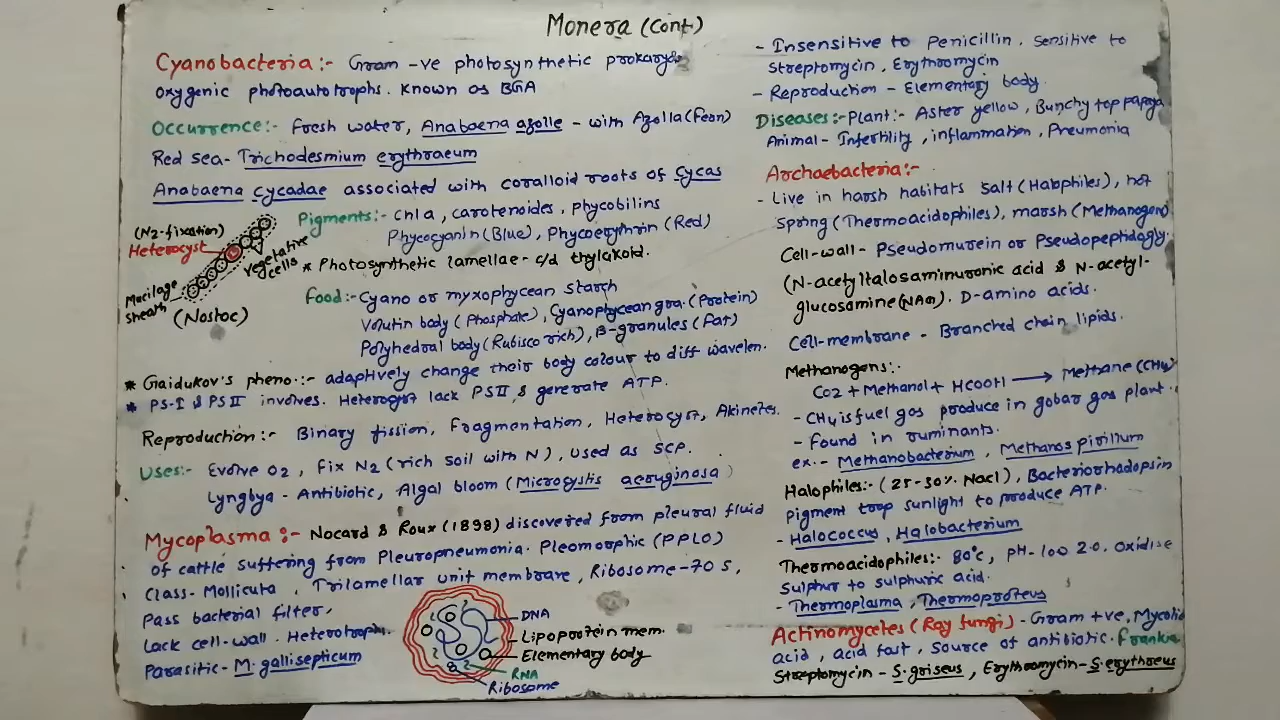 Monera (Cont.)
Cyanobacteria :- Gram -ve photosynthetic prokaryo
oxygenic photoautotrophs. Known as BGA
Occurrence:- Fresh water, Anabaena azolle - with Azolla (Fern)
Red sea- Trichodesmium erythraeum
Anabaena cycadae associated with coralloid roots of Cycas
(N2-fixation)
Heterocyst
vegetative
cells
Mucilage
sheath
(Nostoc)
Pigments:- Chl a, carotenoides, phycobilins
Phycocyanin (Blue), Phycoerythrin (Red)
* Photosynthetic lamellae - c/d thylakoid.
Food:- Cyano or myxophycean starch
Volutin body (Phosphate), Cyanophycean gra. (Protein)
Polyhedral body (Rubisco rich), β-granules (Fat)
* Gaidukov's pheno.:- adaptively change their body colour to diff wavelen.
* PS-I & PSII involves. Heterocyst lack PSII & generate ATP.
Reproduction:- Binary fission, Fragmentation, Heterocyst, Akinetes.
Uses:- Evolve O2, Fix N2 (rich soil with N), used as SCP.
Lyngbya - Antibiotic, Algal bloom (Microcystis aeruginosa)
Mycoplasma :- Nocard & Roux (1898) discovered from pleural fluid
of cattle suffering from Pleuropneumonia. Pleomorphic (PPLO)
Class- Mollicuta, Trilamellar unit membrare, Ribosome-70 S,
Pass bacterial filter,
Lack cell-wall. Heterotroph.
Parasitic- M. gallisepticum
DNA
Lipoprotein mem.
Elementary body
RNA
Ribosome
- Insensitive to Penicillin. Sensitive to
Streptomycin, Erythromycin
- Reproduction - Elementary body.
Diseases:- Plant:- Aster yellow, Bunchy top papaya
Animal- Infertility, inflammation, Pneumonia
Archaebacteria:-
- Live in harsh habitats salt (Halophiles), hot
spring (Thermoacidophiles), marsh (Methanogen)
Cell-wall- Pseudomurein or Pseudopeptidogly.
(N-acetyltalosaminuronic acid & N-acetyl-
glucosamine (NAG). D-amino acids.
Cell-membrane - Branched chain lipids.
Methanogens:-
CO2 + Methanol + HCOOH ⟶ Methane (CH4)
- CH4 is fuel gas produce in gobar gas plant.
- Found in ruminants.
ex.- Methanobacterium, Methanospirillum
Halophiles:- (25-30% Nacl), Bacteriorhadopsin
pigment trap sunlight to produce ATP.
- Halococcus, Halobacterium
Thermoacidophiles:- 80°C, pH-low 2.0. Oxidise
Sulphur to sulphuric acid.
- Thermoplasma, Thermoproteus
Actinomycetes (Ray fungi) - Gram +ve, Mycolic
acid, acid fast, source of antibiotic. Frankia
Streptomycin - S. griseus, Erythromycin- S. erythreus